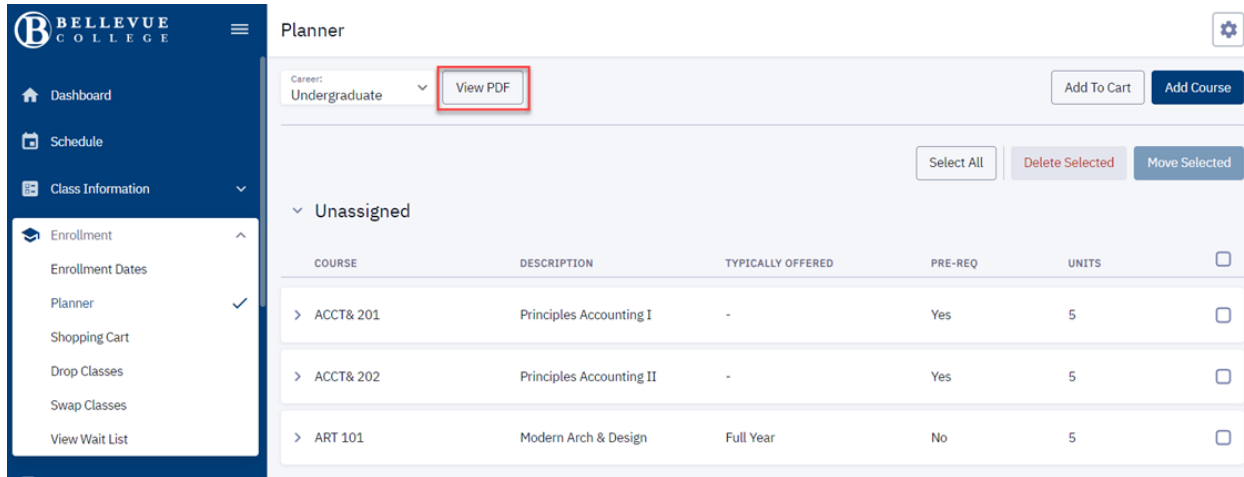 BELLEVUE
COLLEGE
Planner
Dashboard
Schedule
Class Information
Enrollment
Enrollment Dates
Planner
Shopping Cart
Drop Classes
Swap Classes
View Wait List
Career:
Undergraduate
View PDF
Add To Cart
Add Course
Select All
Delete Selected
Move Selected
Unassigned
COURSE DESCRIPTION TYPICALLY OFFERED PRE-REQ UNITS
ACCT& 201 Principles Accounting I - Yes 5
ACCT& 202 Principles Accounting II - Yes 5
ART 101 Modern Arch & Design Full Year No 5